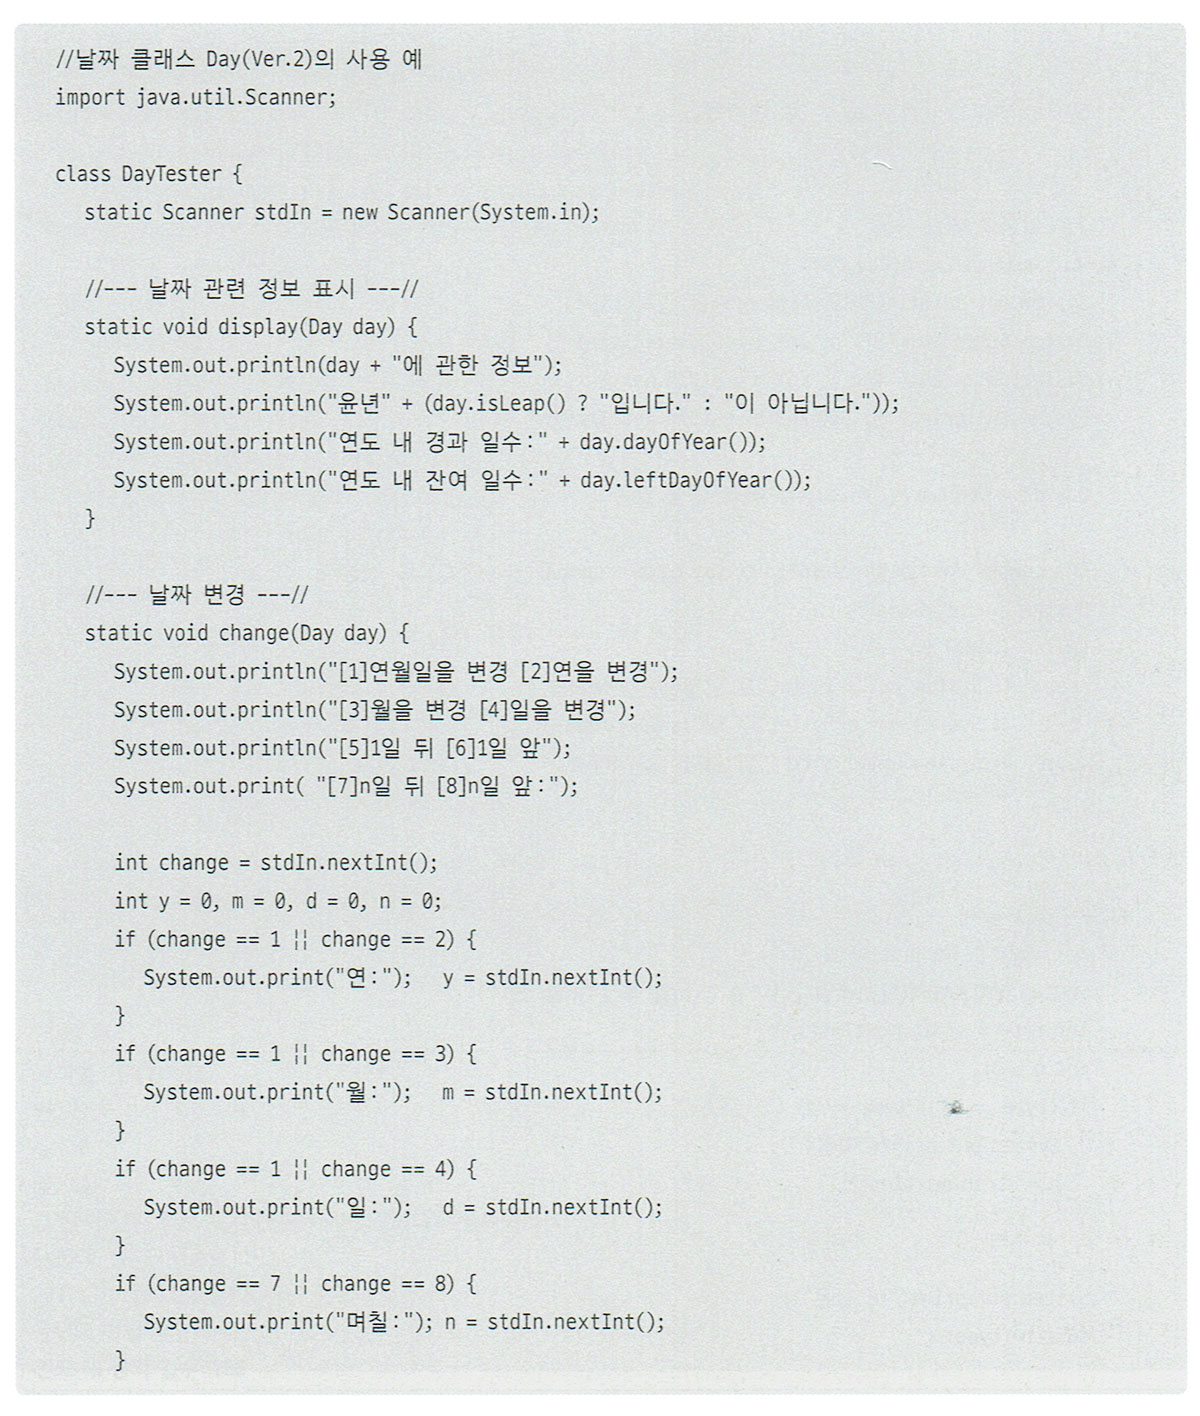 //날짜 클래스 Day(Ver.2)의 사용 예
import java.util.Scanner;
class DayTester {
static Scanner stdIn = new Scanner(System.in);
//--- 날짜 관련 정보 표시 ---//
static void display(Day day) {
System.out.println(day + "에 관한 정보");
System.out.println("윤년" + (day.isLeap() ? "입니다." : "이 아닙니다."));
System.out.println("연도 내 경과 일수:" + day.dayOfYear());
System.out.println("연도 내 잔여 일수:" + day.leftDayOfYear());
}
//--- 날짜 변경 ---//
static void change(Day day) {
System.out.println("[1]연월일을 변경 [2]연을 변경");
System.out.println("[3]월을 변경 [4]일을 변경");
System.out.println("[5]1일 뒤 [6]1일 앞");
System.out.print( "[7]n일 뒤 [8]n일 앞:");
int change = stdIn.nextInt();
int y = 0, m = 0, d = 0, n = 0;
if (change == 1 || change == 2) {
System.out.print("연:"); y = stdIn.nextInt();
}
if (change == 1 || change == 3) {
System.out.print("월:"); m = stdIn.nextInt();
}
if (change == 1 || change == 4) {
System.out.print("일:"); d = stdIn.nextInt();
}
if (change == 7 || change == 8) {
System.out.print("며칠:"); n = stdIn.nextInt();
}